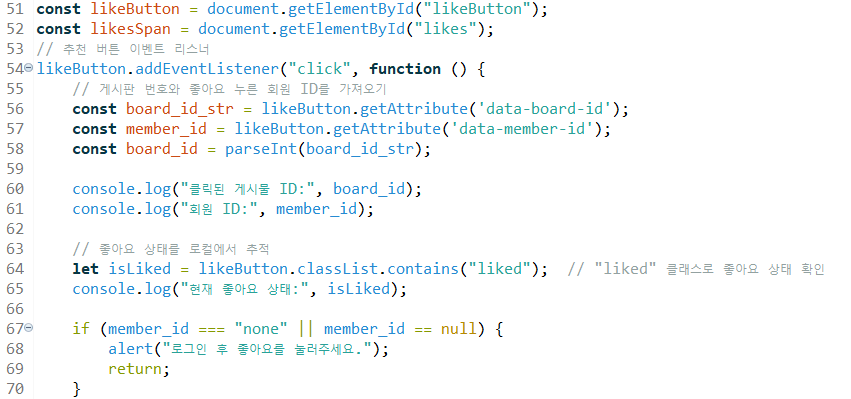 51 const likeButton = document.getElementById("likeButton");
52 const likesSpan = document.getElementById("likes");
53 // 추천 버튼 이벤트 리스너
54 likeButton.addEventListener("click", function () {
55     // 게시판 번호와 좋아요 누른 회원 ID를 가져오기
56     const board_id_str = likeButton.getAttribute('data-board-id');
57     const member_id = likeButton.getAttribute('data-member-id');
58     const board_id = parseInt(board_id_str);
59
60     console.log("클릭된 게시물 ID:", board_id);
61     console.log("회원 ID:", member_id);
62
63     // 좋아요 상태를 로컬에서 추적
64     let isLiked = likeButton.classList.contains("liked");  // "liked" 클래스로 좋아요 상태 확인
65     console.log("현재 좋아요 상태:", isLiked);
66
67     if (member_id === "none" || member_id == null) {
68         alert("로그인 후 좋아요를 눌러주세요.");
69         return;
70     }